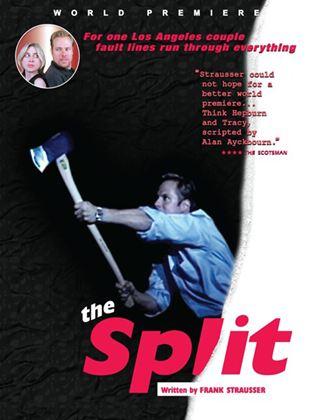 WORLD PREMIERE
For one Los Angeles couple
fault lines run through everything
"Strausser could
not hope for a
better world
premiere...
Think Hepburn
and Tracy,
scripted by
Alan Ayckbourn."
★★★★ THE SCOTSMAN
the
Split
Written by FRANK STRAUSSER